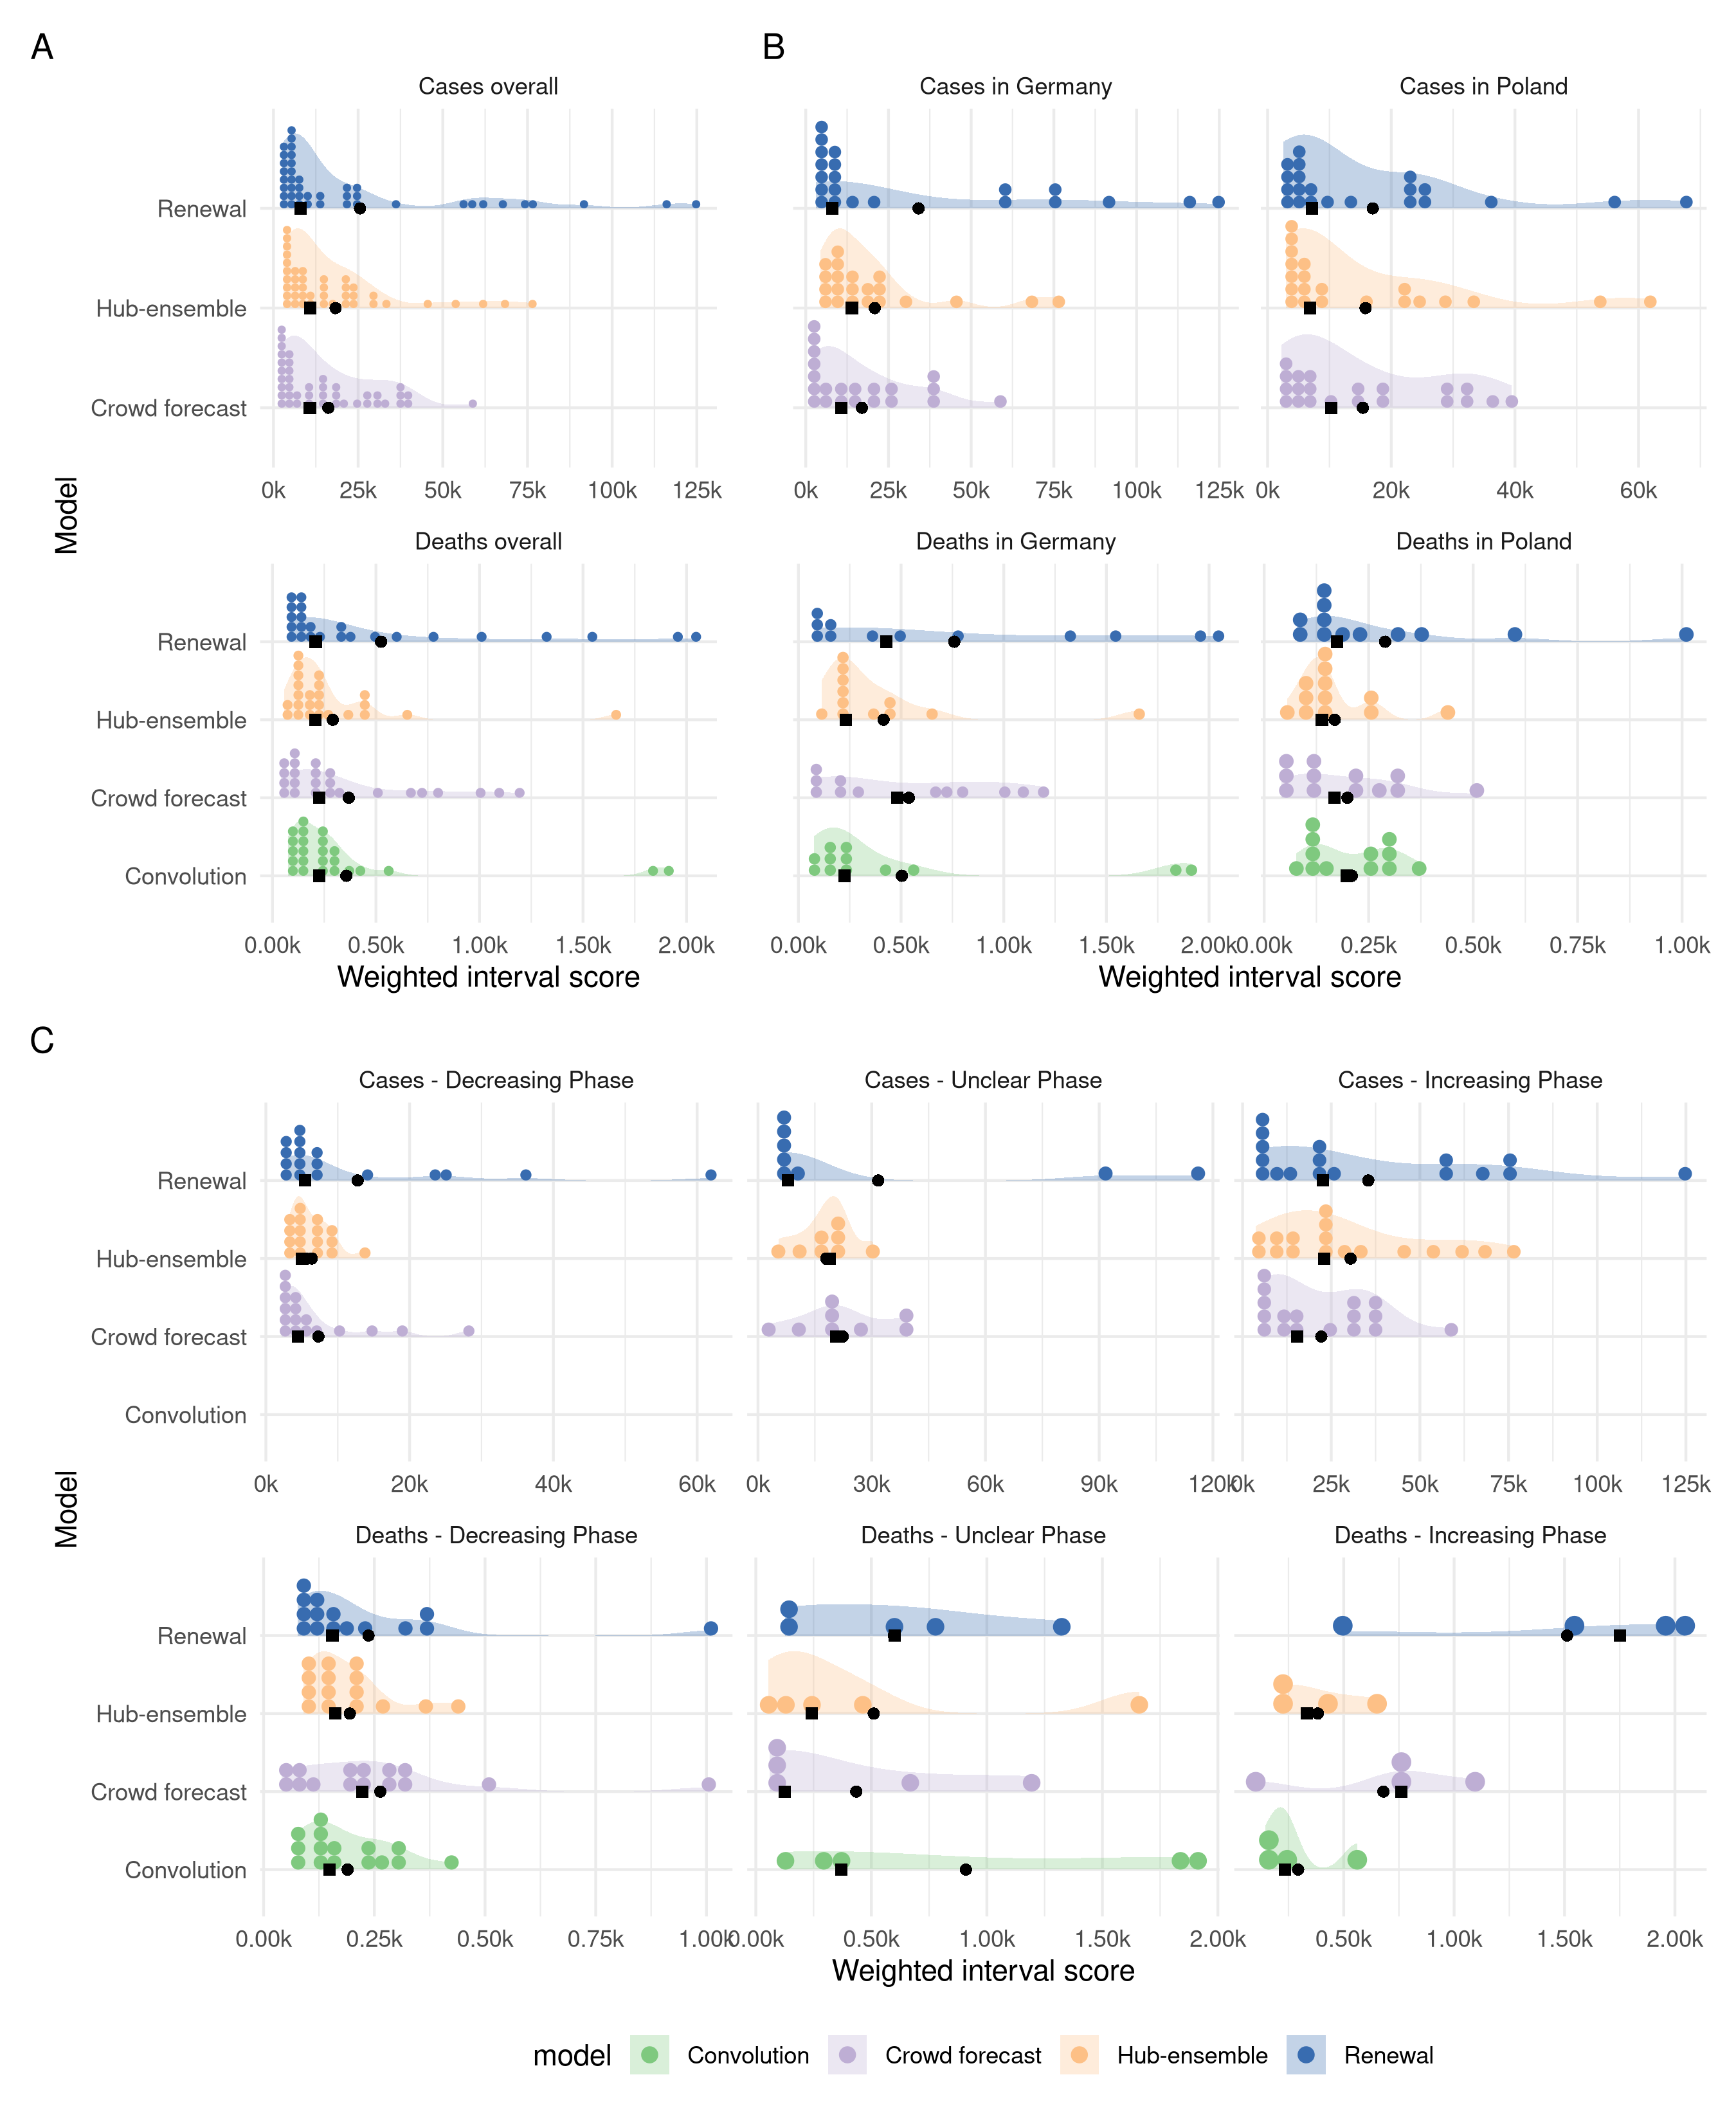 A
B
Cases overall
Cases in Germany
Cases in Poland
Renewal
Hub-ensemble
Crowd forecast
0k 25k 50k 75k 100k 125k
0k 25k 50k 75k 100k 125k
0k 20k 40k 60k
Model
Deaths overall
Deaths in Germany
Deaths in Poland
Renewal
Hub-ensemble
Crowd forecast
Convolution
0.00k 0.50k 1.00k 1.50k 2.00k
0.00k 0.50k 1.00k 1.50k 2.00k
0.00k 0.25k 0.50k 0.75k 1.00k
Weighted interval score
Weighted interval score
C
Cases - Decreasing Phase
Cases - Unclear Phase
Cases - Increasing Phase
Renewal
Hub-ensemble
Crowd forecast
Convolution
0k 20k 40k 60k
0k 30k 60k 90k 120k
0k 25k 50k 75k 100k 125k
Model
Deaths - Decreasing Phase
Deaths - Unclear Phase
Deaths - Increasing Phase
Renewal
Hub-ensemble
Crowd forecast
Convolution
0.00k 0.25k 0.50k 0.75k 1.00k
0.00k 0.50k 1.00k 1.50k 2.00k
0.50k 1.00k 1.50k 2.00k
Weighted interval score
model Convolution Crowd forecast Hub-ensemble Renewal